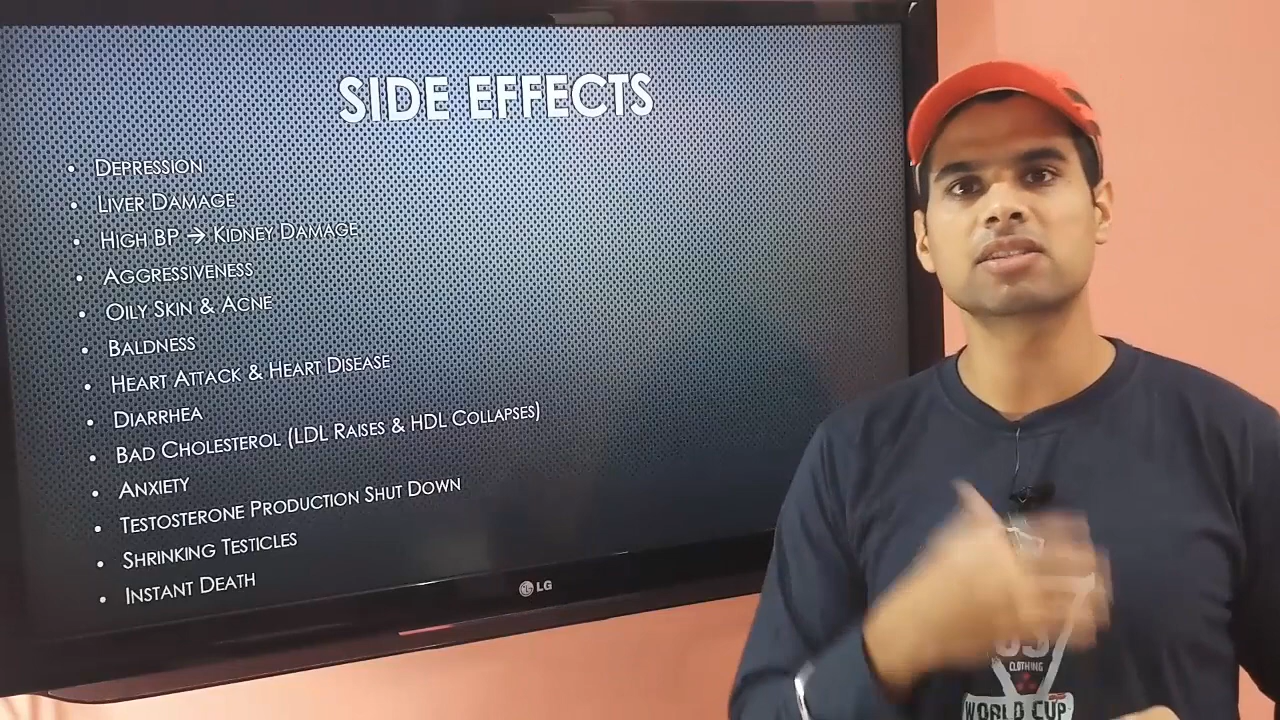 SIDE EFFECTS
• DEPRESSION
• LIVER DAMAGE
• HIGH BP → KIDNEY DAMAGE
• AGGRESSIVENESS
• OILY SKIN & ACNE
• BALDNESS
• HEART ATTACK & HEART DISEASE
• DIARRHEA
• BAD CHOLESTEROL (LDL RAISES & HDL COLLAPSES)
• ANXIETY
• TESTOSTERONE PRODUCTION SHUT DOWN
• SHRINKING TESTICLES
• INSTANT DEATH
LG
CLOTHING
WORLD CUP